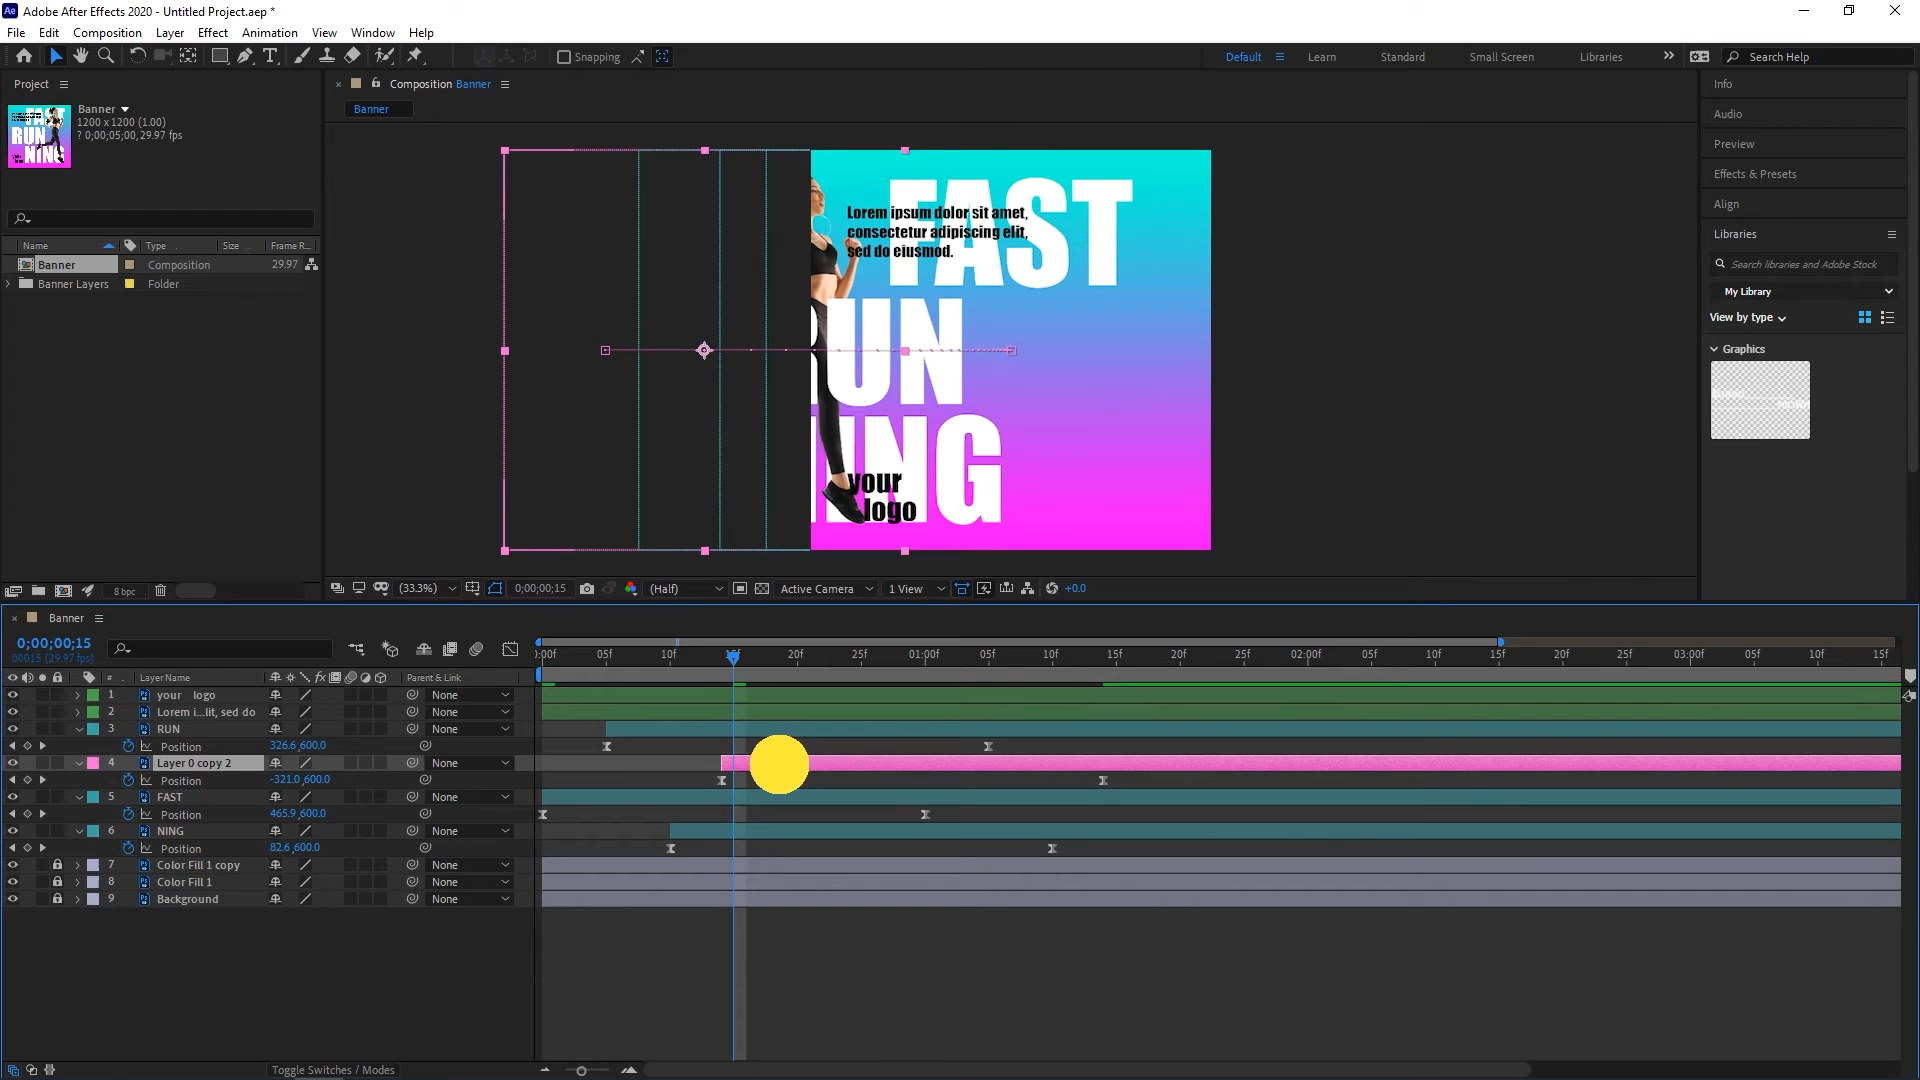 Adobe After Effects 2020 - Untitled Project.aep *
File Edit Composition Layer Effect Animation View Window Help
Snapping
Default Learn Standard Small Screen Libraries Search Help
Project
Banner
1200 x 1200 (1.00)
? 0;00;05;00, 29.97 fps
Name Type Size Frame R...
Banner Composition 29.97
Banner Layers Folder
8 bpc
Composition Banner
Banner
FAST
Lorem ipsum dolor sit amet,
consectetur adipiscing elit,
sed do eiusmod.
RUN
NING
your
logo
(33.3%) 0;00;00;15 (Half) Active Camera 1 View +0.0
Info
Audio
Preview
Effects & Presets
Align
Libraries
Search libraries and Adobe Stock
My Library
View by type
Graphics
Banner
0;00;00;15
00015 (29.97 fps)
# Layer Name Parent & Link
1 your logo None
2 Lorem i...lit, sed do None
3 RUN None
Position 326.6,600.0
4 Layer 0 copy 2 None
Position -321.0,600.0
5 FAST None
Position 465.9,600.0
6 NING None
Position 82.6,600.0
7 Color Fill 1 copy None
8 Color Fill 1 None
9 Background None
05f 10f 20f 25f 01:00f 05f 10f 15f 20f 25f 02:00f 05f 10f 15f 20f 25f 03:00f 05f 10f 15f
Toggle Switches / Modes